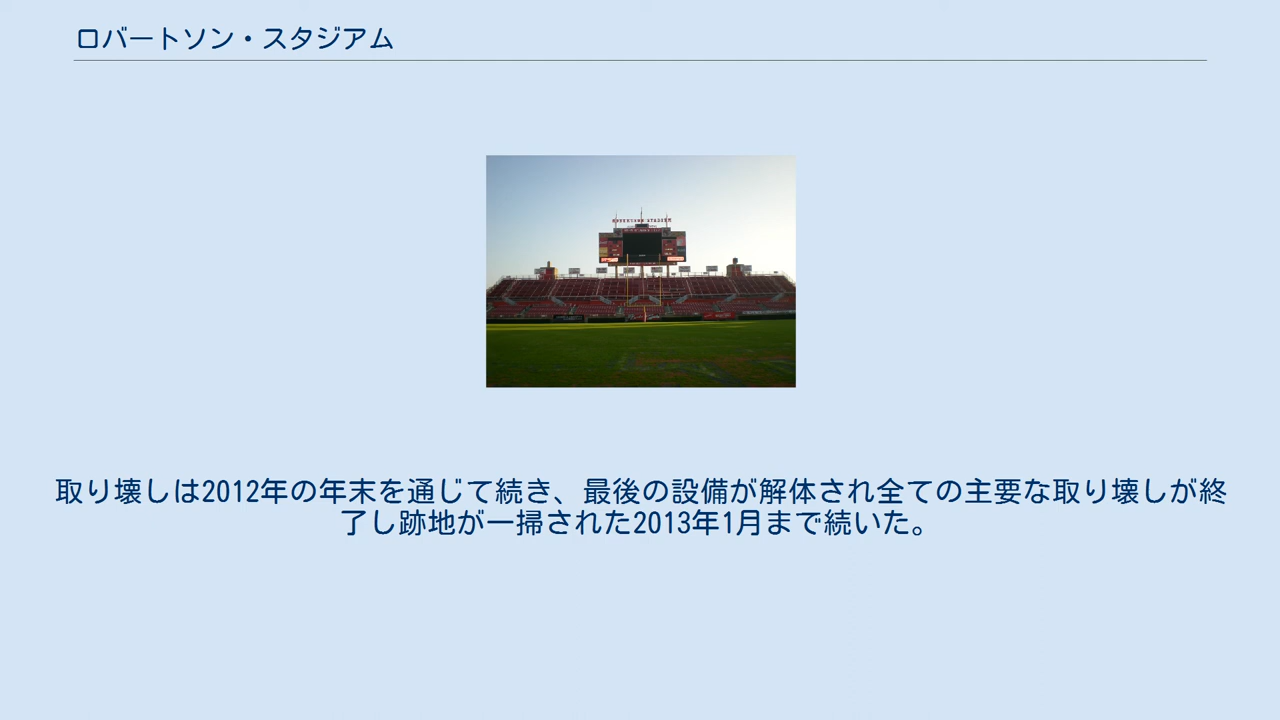 ロバートソン・スタジアム
取り壊しは2012年の年末を通じて続き、最後の設備が解体され全ての主要な取り壊しが終
了し跡地が一掃された2013年1月まで続いた。